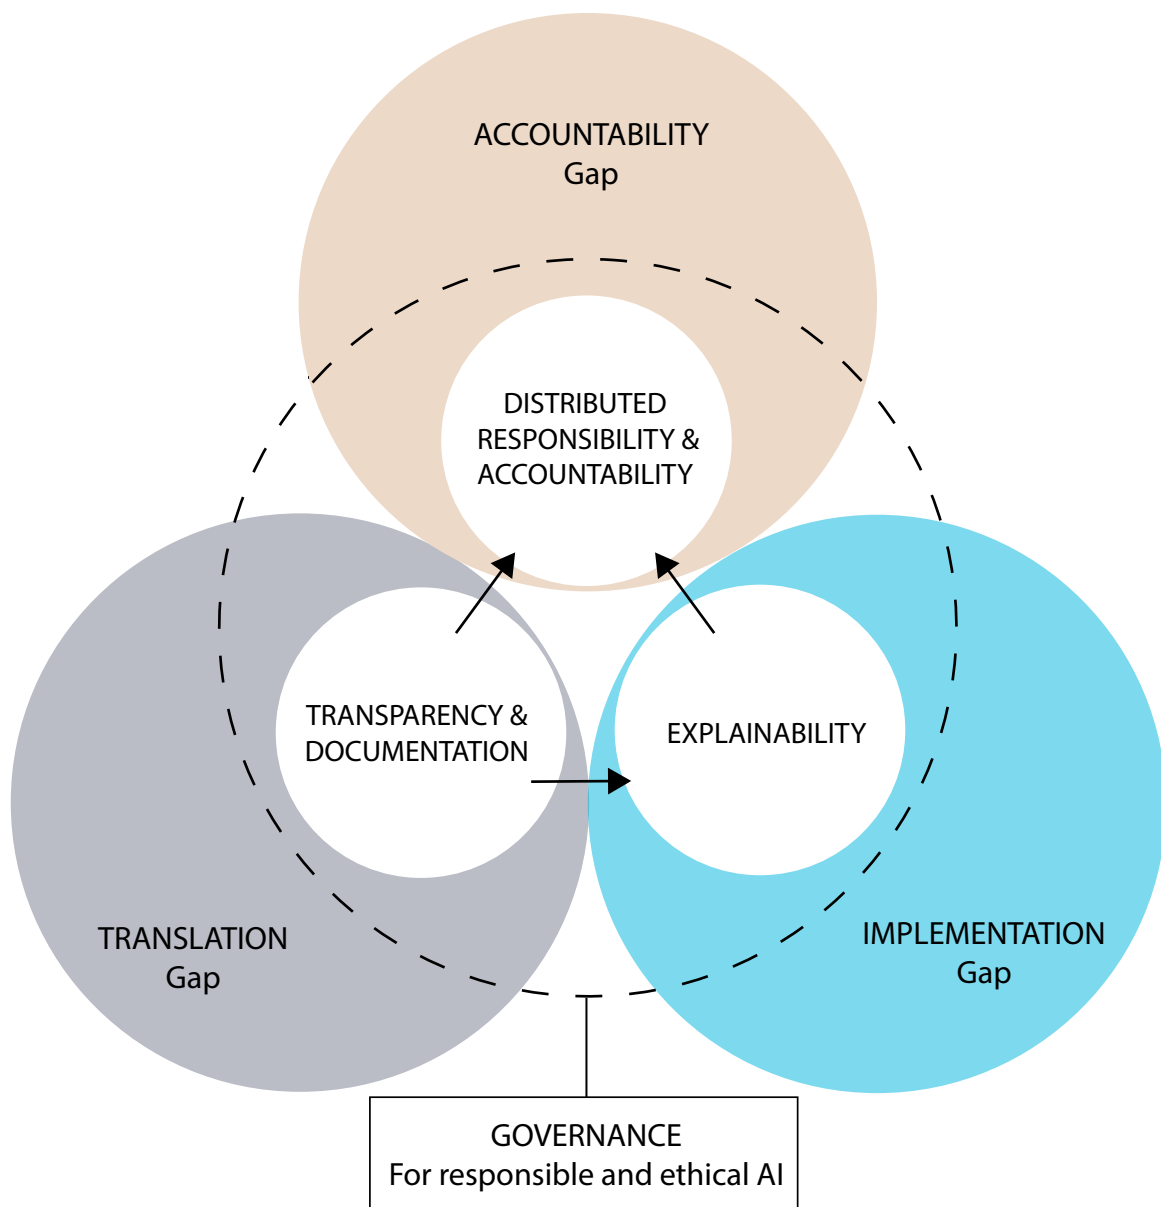 ACCOUNTABILITY
Gap
DISTRIBUTED
RESPONSIBILITY &
ACCOUNTABILITY
TRANSPARENCY &
DOCUMENTATION
EXPLAINABILITY
TRANSLATION
Gap
IMPLEMENTATION
Gap
GOVERNANCE
For responsible and ethical AI